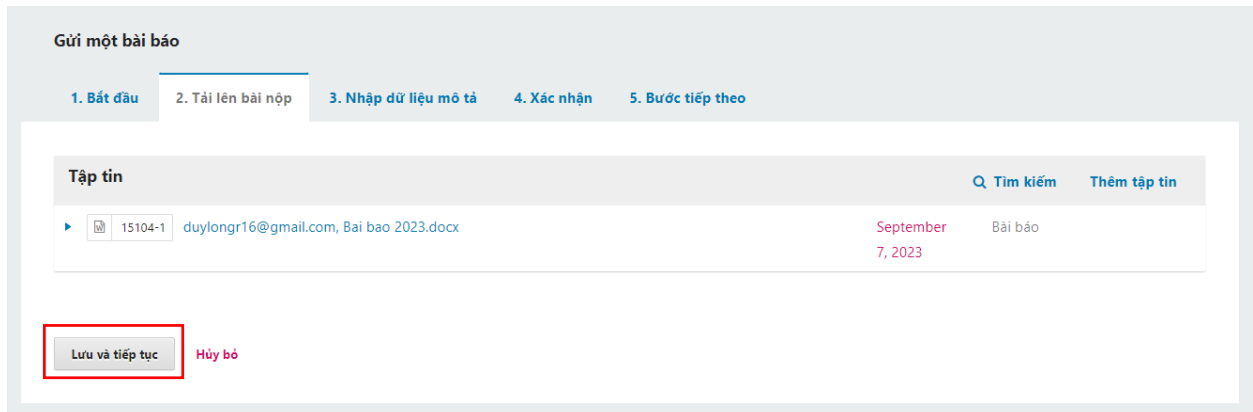 Gửi một bài báo
1. Bắt đầu 2. Tải lên bài nộp 3. Nhập dữ liệu mô tả 4. Xác nhận 5. Bước tiếp theo
Tập tin Tìm kiếm Thêm tập tin
15104-1 duylongr16@gmail.com, Bai bao 2023.docx September Bài báo
7, 2023
Lưu và tiếp tục Hủy bỏ